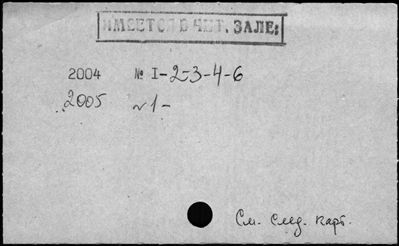 ИМЕЕТСЯ В ЧИТ. ЗАЛЕ:
2004 № I-2-3-4-6
2005 №1-
См. след. карт.